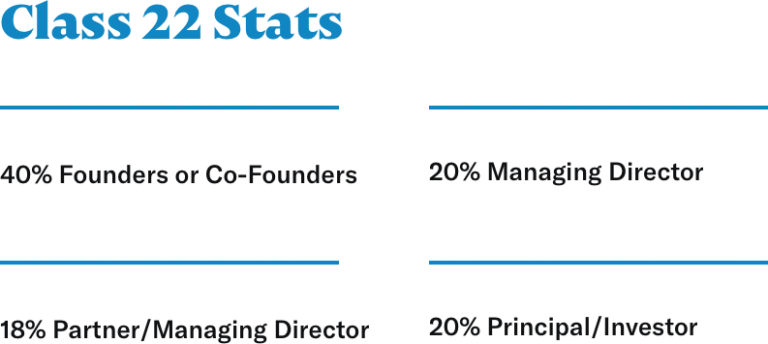 Class 22 Stats
40% Founders or Co-Founders
20% Managing Director
18% Partner/Managing Director
20% Principal/Investor